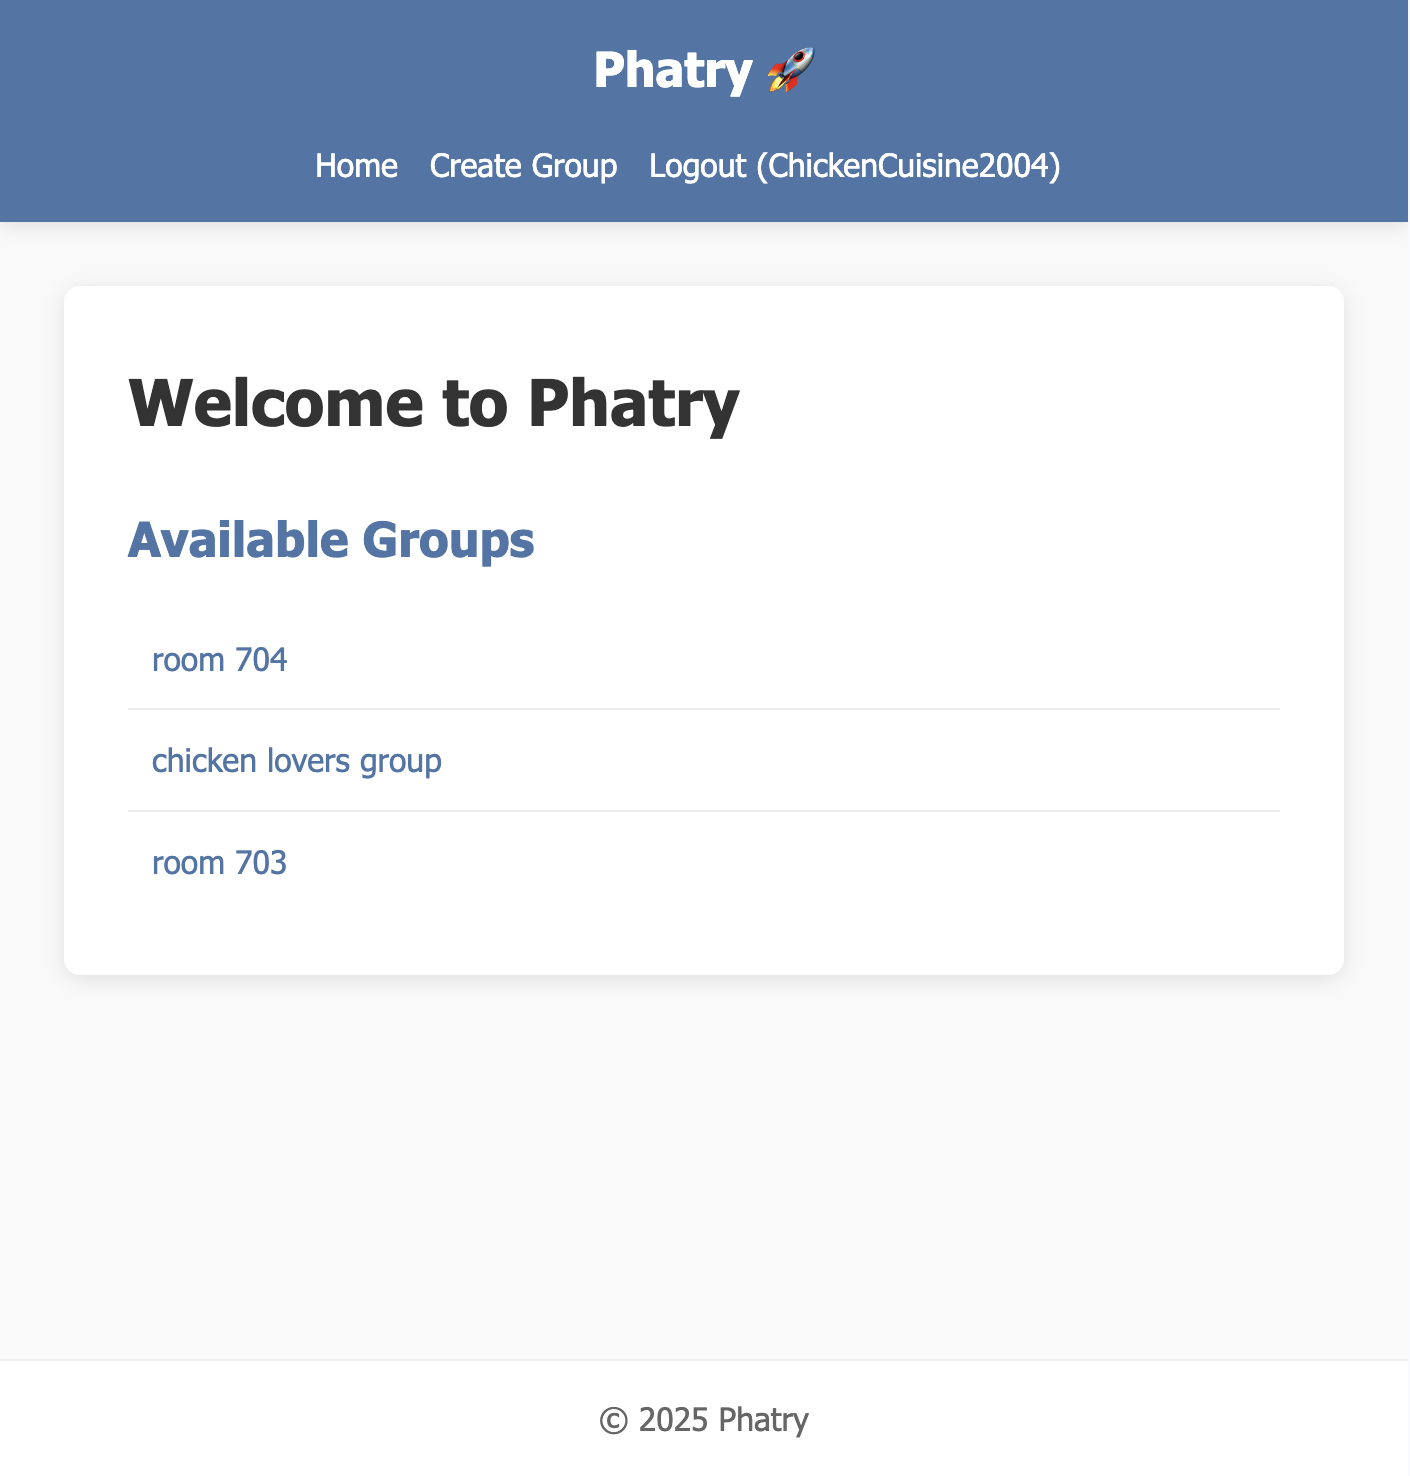 Phatry 🚀
Home Create Group Logout (ChickenCuisine2004)
Welcome to Phatry
Available Groups
room 704
chicken lovers group
room 703
© 2025 Phatry